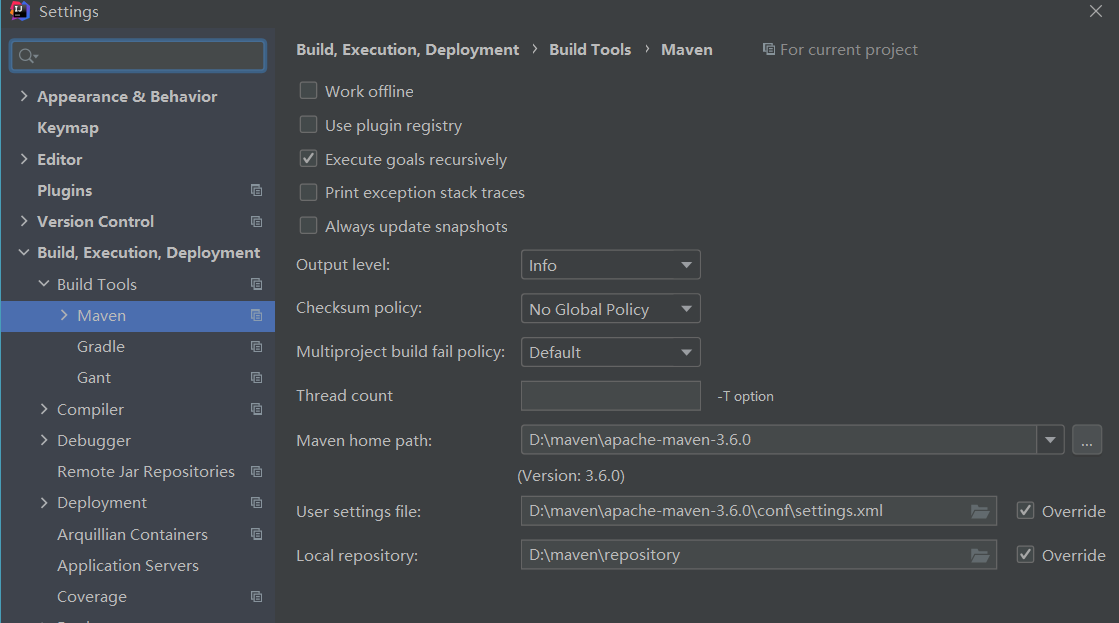 Settings
Build, Execution, Deployment › Build Tools › Maven For current project
Appearance & Behavior
Keymap
Editor
Plugins
Version Control
Build, Execution, Deployment
Build Tools
Maven
Gradle
Gant
Compiler
Debugger
Remote Jar Repositories
Deployment
Arquillian Containers
Application Servers
Coverage
Work offline
Use plugin registry
Execute goals recursively
Print exception stack traces
Always update snapshots
Output level: Info
Checksum policy: No Global Policy
Multiproject build fail policy: Default
Thread count -T option
Maven home path: D:\maven\apache-maven-3.6.0 ...
(Version: 3.6.0)
User settings file: D:\maven\apache-maven-3.6.0\conf\settings.xml Override
Local repository: D:\maven\repository Override